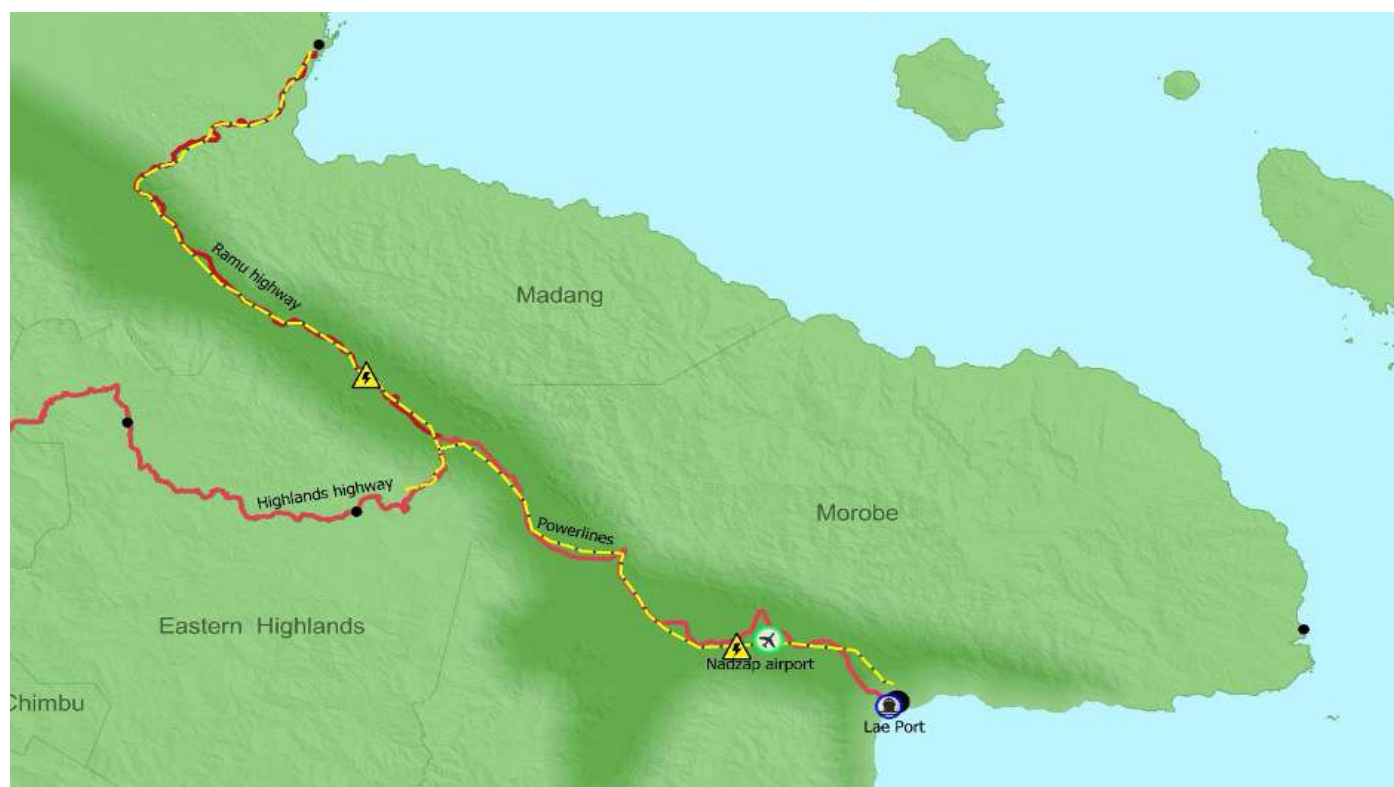 Ramu highway
Madang
Highlands highway
Powerlines
Morobe
Eastern Highlands
Nadzap airport
Chimbu
Lae Port